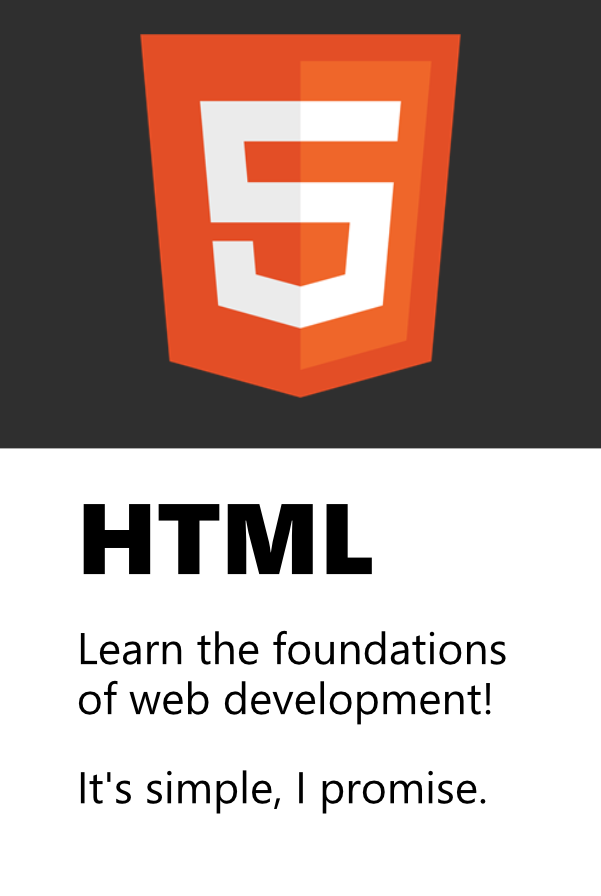 5
HTML
Learn the foundations
of web development!
It's simple, I promise.